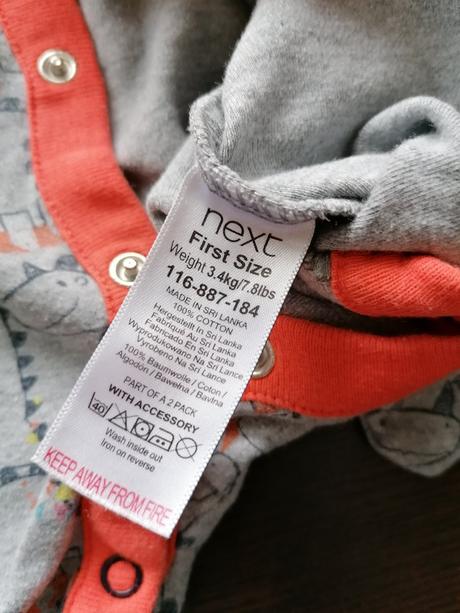 next
First Size
Weight 3.4kg/7.8lbs
116-887-184
MADE IN SRI LANKA
100% COTTON
Hergestellt In Sri Lanka
Fabriqué Au Sri Lanka
Fabricado En Sri Lanka
Wyprodukowano Na Sri Lance
Vyrobeno Na Sri Lance
100% Baumwolle / Coton /
Algodón / Bawełna / Bavlna
PART OF A 2 PACK
WITH ACCESSORY
40
Wash inside out
Iron on reverse
KEEP AWAY FROM FIRE